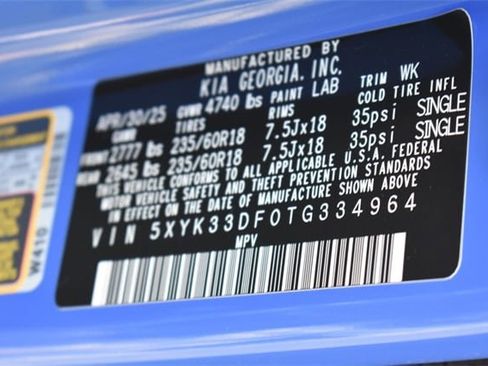 MANUFACTURED BY
KIA GEORGIA, INC.
APR/30/25 GVWR 4740 lbs PAINT LAB TRIM WK
GAWR TIRES RIMS COLD TIRE INFL
FRONT 2777 lbs 235/60R18 7.5Jx18 35psi SINGLE
REAR 2645 lbs 235/60R18 7.5Jx18 35psi SINGLE
THIS VEHICLE CONFORMS TO ALL APPLICABLE U.S.A. FEDERAL
MOTOR VEHICLE SAFETY AND THEFT PREVENTION STANDARDS
IN EFFECT ON THE DATE OF MANUFACTURE SHOWN ABOVE
VIN 5XYK33DF0TG334964
MPV
W410